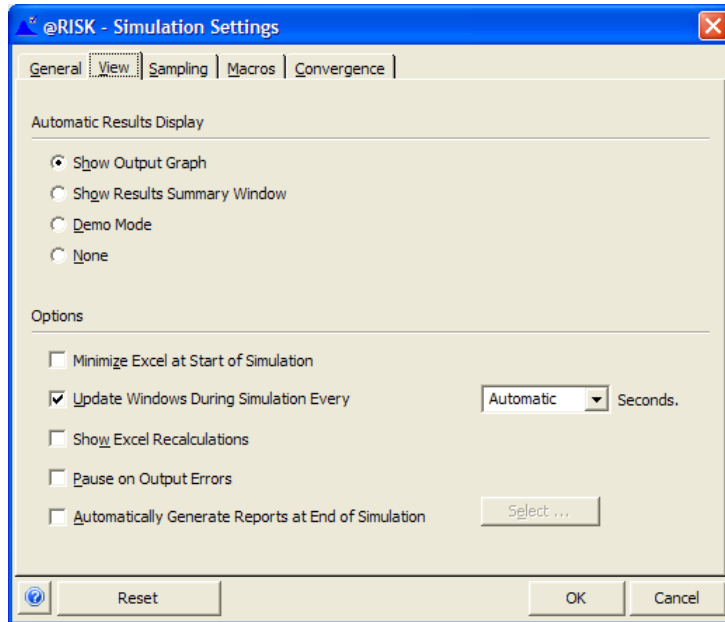 @RISK - Simulation Settings
General View Sampling Macros Convergence
Automatic Results Display
Show Output Graph
Show Results Summary Window
Demo Mode
None
Options
Minimize Excel at Start of Simulation
Update Windows During Simulation Every Automatic Seconds.
Show Excel Recalculations
Pause on Output Errors
Automatically Generate Reports at End of Simulation Select ...
? Reset OK Cancel